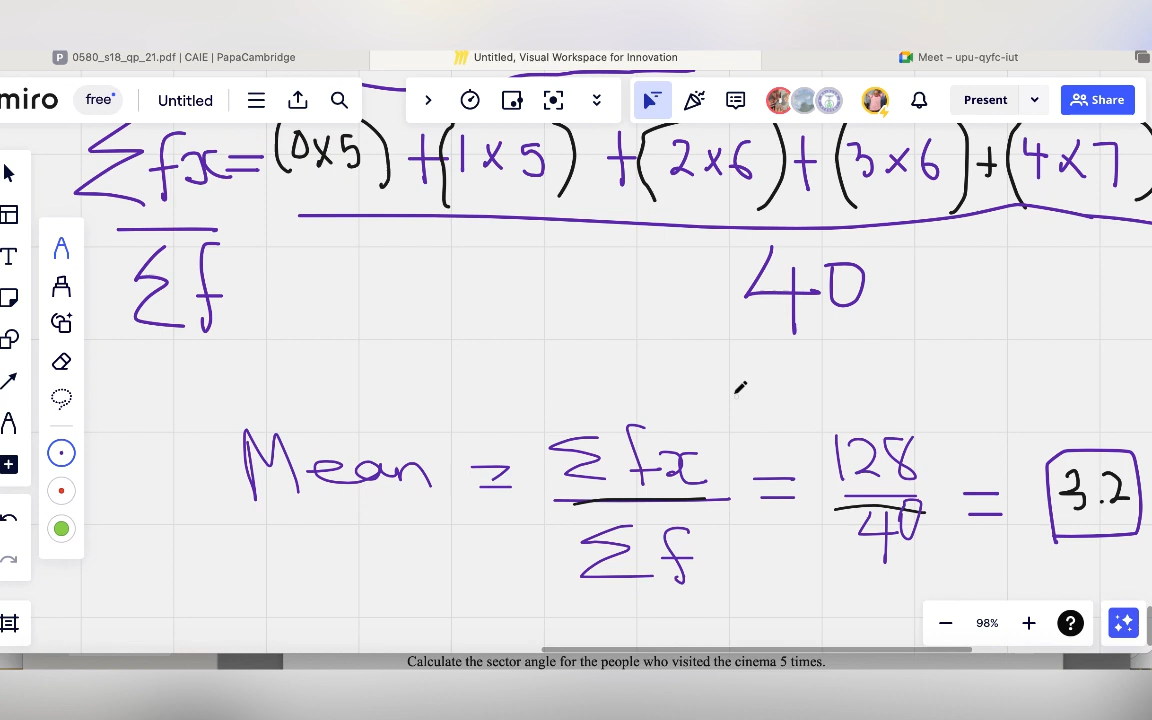 0580_s18_qp_21.pdf | CAIE | PapaCambridge
Untitled, Visual Workspace for Innovation
Meet – upu-qyfc-iut
miro
free
Untitled
Present
Share
Σfx = (0 x 5) + (1 x 5) + (2 x 6) + (3 x 6) + (4 x 7)
Σf 40
Mean = Σfx = 128 = 3.2
Σf 40
98%
Calculate the sector angle for the people who visited the cinema 5 times.